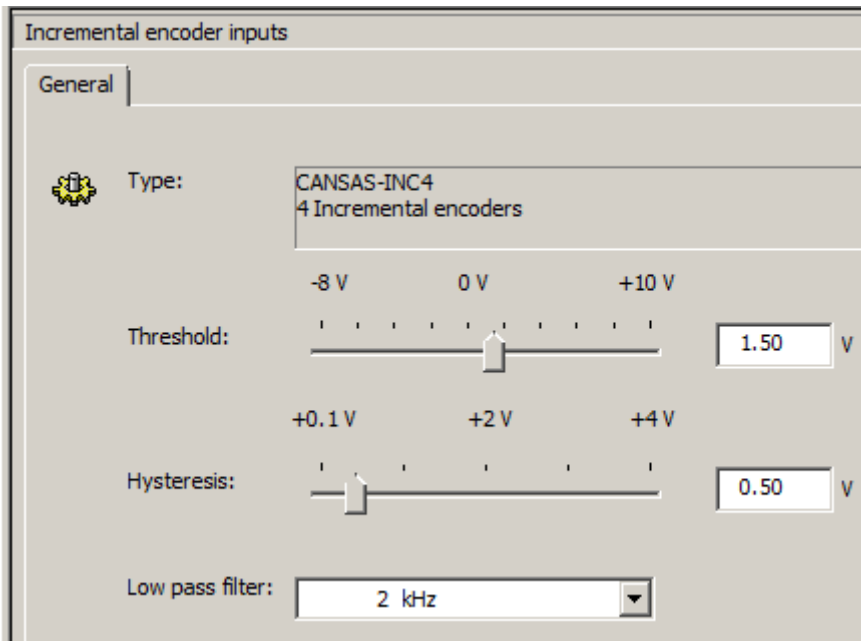 Incremental encoder inputs
General
Type:
CANSAS-INC4
4 Incremental encoders
-8 V 0 V +10 V
Threshold: 1.50 V
+0.1 V +2 V +4 V
Hysteresis: 0.50 V
Low pass filter: 2 kHz